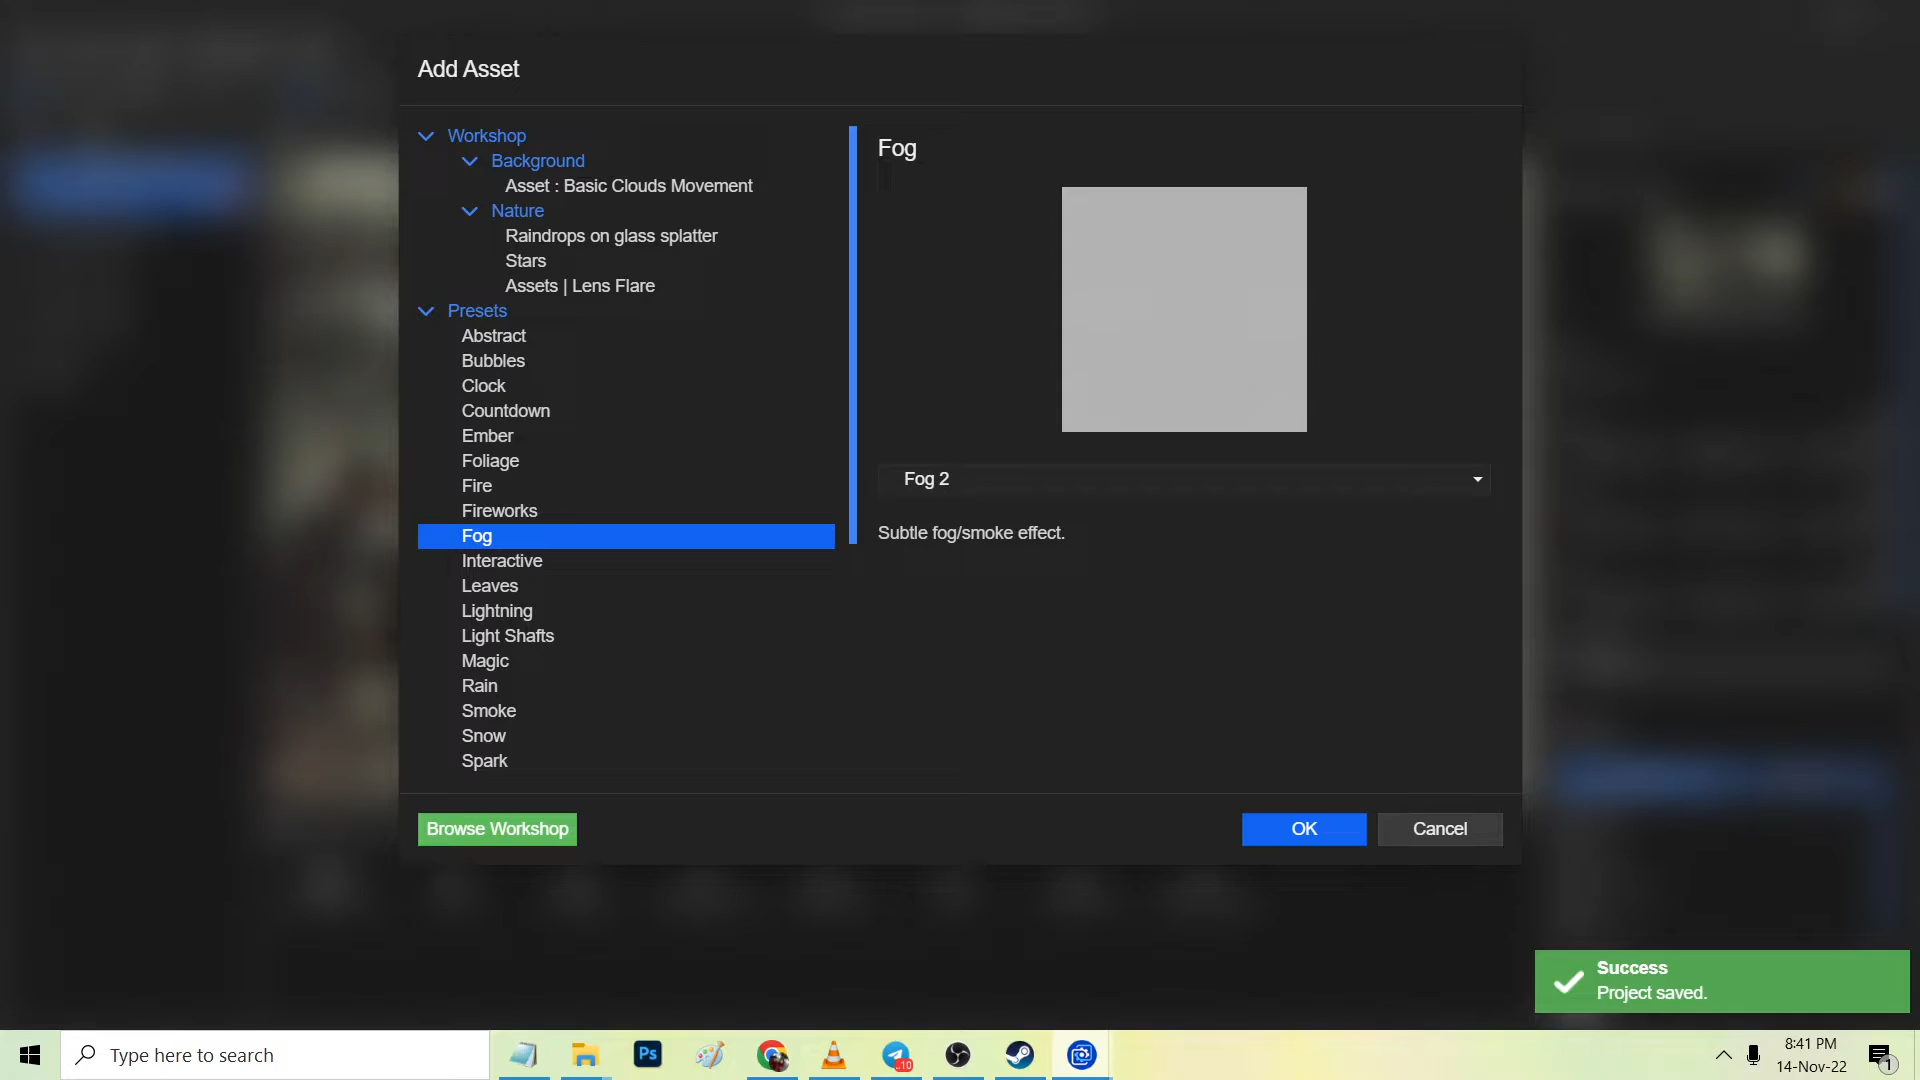 Add Asset
Workshop
Background
Asset : Basic Clouds Movement
Nature
Raindrops on glass splatter
Stars
Assets | Lens Flare
Presets
Abstract
Bubbles
Clock
Countdown
Ember
Foliage
Fire
Fireworks
Fog
Interactive
Leaves
Lightning
Light Shafts
Magic
Rain
Smoke
Snow
Spark
Fog
Fog 2
Subtle fog/smoke effect.
Browse Workshop
OK
Cancel
Success
Project saved.
Type here to search
Ps
..10
8:41 PM
14-Nov-22
1